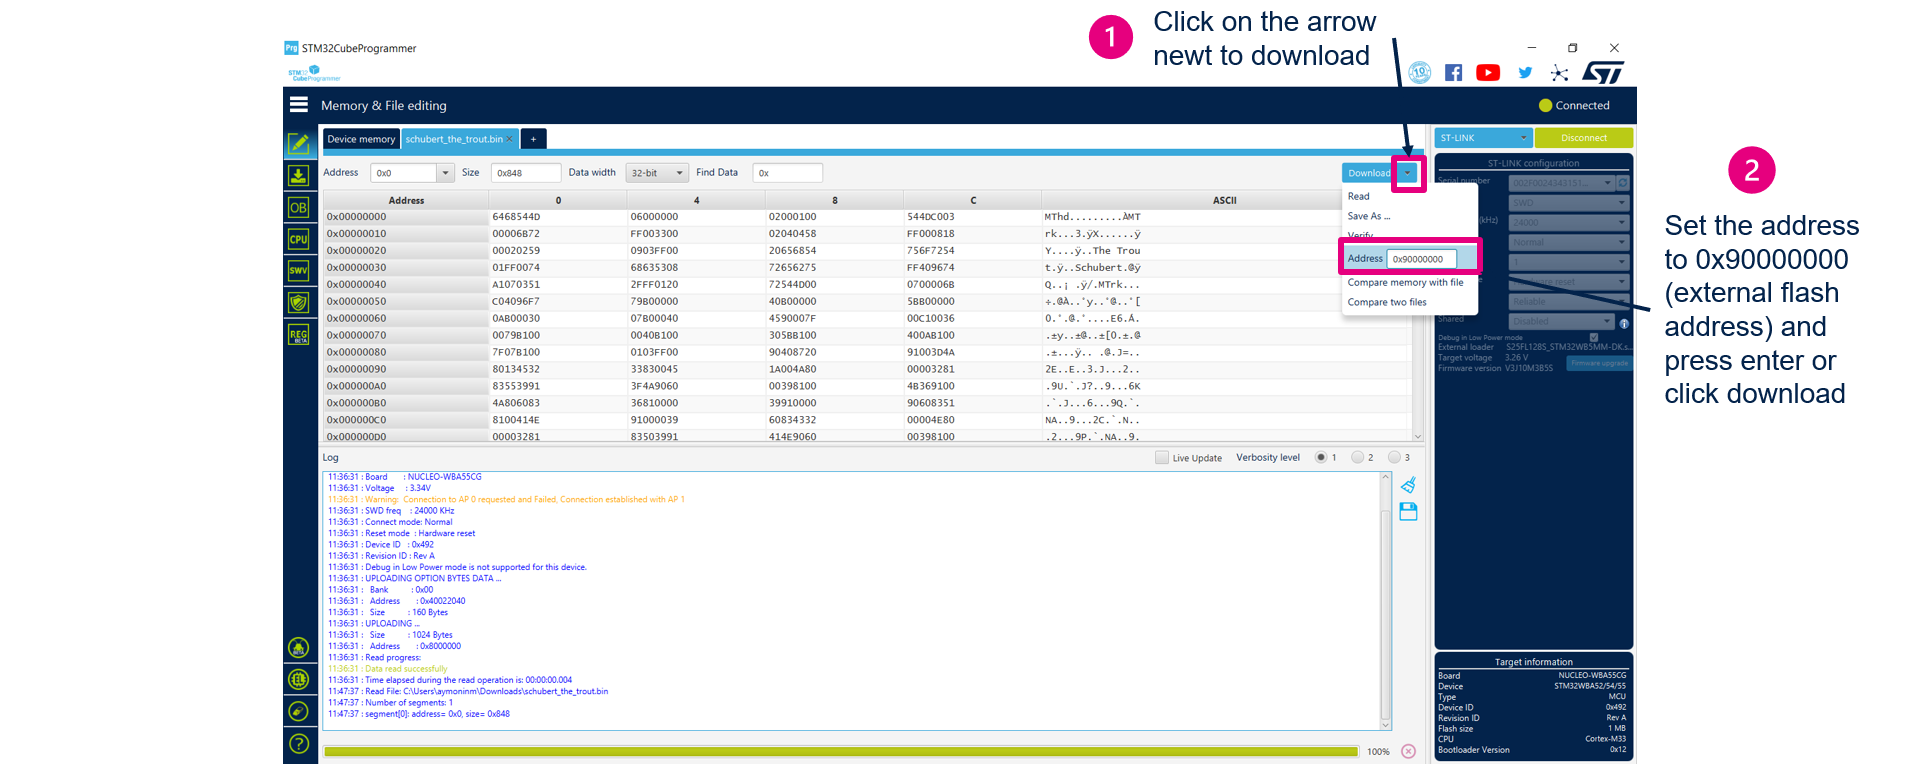 1
Click on the arrow
newt to download
Prg STM32CubeProgrammer
STM32
CubeProgrammer
Memory & File editing
Connected
Device memory
schubert_the_trout.bin ×
+
Address 0x0 Size 0x848 Data width 32-bit Find Data 0x
Download
Read
Save As ...
Verify
Address 0x90000000
Compare memory with file
Compare two files
Address 0 4 8 C ASCII
0x00000000 6468544D 06000000 02000100 544DC003 MThd.........ÀMT
0x00000010 00006B72 FF003300 02040458 FF000818 rk...3.ÿX......ÿ
0x00000020 00020259 0903FF00 20656854 756F7254 Y....ÿ..The Trou
0x00000030 01FF0074 68635308 72656275 FF409674 t.ÿ..Schubert.@ÿ
0x00000040 A1070351 2FFF0120 72544D00 0700006B Q..¡ .ÿ/.MTrk...
0x00000050 C04096F7 79B00000 40B00000 5BB00000 ÷.@À..'y..'@..'[
0x00000060 0AB00030 07B00040 4590007F 00C10036 0.'.@.'....E6.Á.
0x00000070 0079B100 0040B100 305BB100 400AB100 .±y..±@..±[0.±.@
0x00000080 7F07B100 0103FF00 90408720 91003D4A .±...ÿ.. .@.J=..
0x00000090 80134532 33830045 1A004A80 00003281 2E..E..3.J...2..
0x000000A0 83553991 3F4A9060 00398100 4B369100 .9U.`.J?..9...6K
0x000000B0 4A806083 36810000 39910000 90608351 .`.J...6...9Q.`.
0x000000C0 8100414E 91000039 60834332 00004E80 NA..9...2C.`.N..
0x000000D0 00003281 83503991 414E9060 00398100 .2...9P.`.NA..9.
Log
Live Update Verbosity level 1 2 3
11:36:31 : Board : NUCLEO-WBA55CG
11:36:31 : Voltage : 3.34V
11:36:31 : Warning: Connection to AP 0 requested and Failed, Connection established with AP 1
11:36:31 : SWD freq : 24000 KHz
11:36:31 : Connect mode: Normal
11:36:31 : Reset mode : Hardware reset
11:36:31 : Device ID : 0x492
11:36:31 : Revision ID : Rev A
11:36:31 : Debug in Low Power mode is not supported for this device.
11:36:31 : UPLOADING OPTION BYTES DATA ...
11:36:31 : Bank : 0x00
11:36:31 : Address : 0x40022040
11:36:31 : Size : 160 Bytes
11:36:31 : UPLOADING ...
11:36:31 : Size : 1024 Bytes
11:36:31 : Address : 0x8000000
11:36:31 : Read progress:
11:36:31 : Data read successfully
11:36:31 : Time elapsed during the read operation is: 00:00:00.004
11:47:37 : Read File: C:\Users\aymoninm\Downloads\schubert_the_trout.bin
11:47:37 : Number of segments: 1
11:47:37 : segment[0]: address= 0x0, size= 0x848
100%
OB
CPU
SWV
REG
BETA
ST-LINK
Disconnect
ST-LINK configuration
Serial number 002F0024343151...
SWD
(kHz) 24000
Normal
reset
Reliable
Shared Disabled
Debug in Low Power mode
External loader S25FL128S_STM32WB5MM-DK.s...
Target voltage 3.26 V
Firmware version V3J10M3B5S
Firmware upgrade
Target information
Board NUCLEO-WBA55CG
Device STM32WBA52/54/55
Type MCU
Device ID 0x492
Revision ID Rev A
Flash size 1 MB
CPU Cortex-M33
Bootloader Version 0x12
2
Set the address
to 0x90000000
(external flash
address) and
press enter or
click download